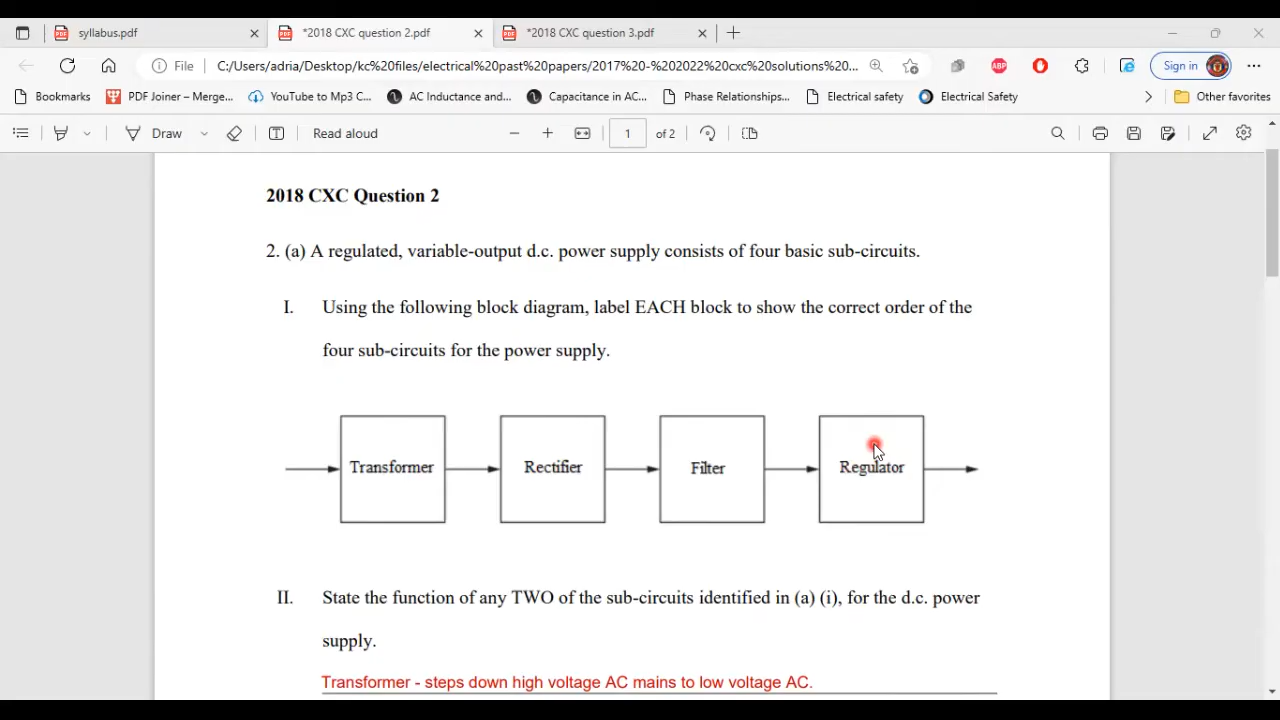 syllabus.pdf
*2018 CXC question 2.pdf
*2018 CXC question 3.pdf
File
C:/Users/adria/Desktop/kc%20files/electrical%20past%20papers/2017%20-%202022%20cxc%20solutions%20...
ABP
Sign in
Bookmarks
PDF Joiner – Merge...
YouTube to Mp3 C...
AC Inductance and...
Capacitance in AC...
Phase Relationships...
Electrical safety
Electrical Safety
Other favorites
Draw
Read aloud
1
of 2
2018 CXC Question 2
2. (a) A regulated, variable-output d.c. power supply consists of four basic sub-circuits.
I. Using the following block diagram, label EACH block to show the correct order of the
four sub-circuits for the power supply.
Transformer
Rectifier
Filter
Regulator
II. State the function of any TWO of the sub-circuits identified in (a) (i), for the d.c. power
supply.
Transformer - steps down high voltage AC mains to low voltage AC.